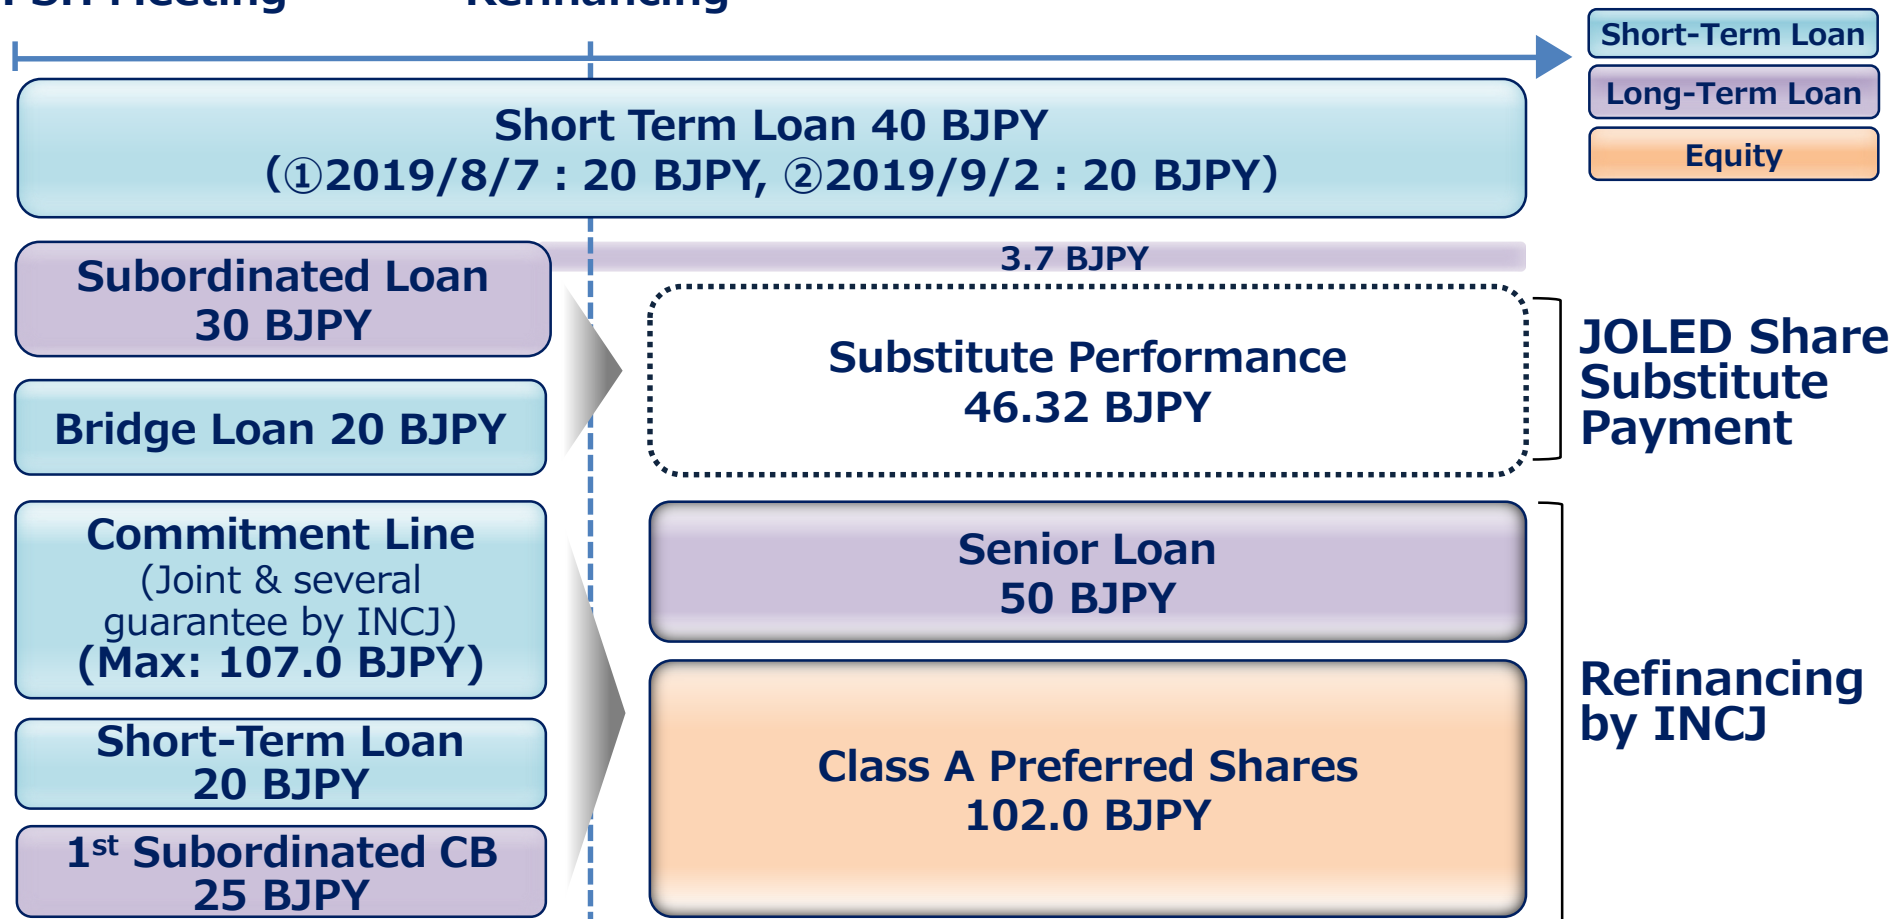 Meeting
Refinancing
Short-Term Loan
Long-Term Loan
Equity
Short Term Loan 40 BJPY
(①2019/8/7 : 20 BJPY, ②2019/9/2 : 20 BJPY)
Subordinated Loan
30 BJPY
3.7 BJPY
Substitute Performance
46.32 BJPY
JOLED Share
Substitute
Payment
Bridge Loan 20 BJPY
Commitment Line
(Joint & several
guarantee by INCJ)
(Max: 107.0 BJPY)
Senior Loan
50 BJPY
Short-Term Loan
20 BJPY
Class A Preferred Shares
102.0 BJPY
Refinancing
by INCJ
1st Subordinated CB
25 BJPY